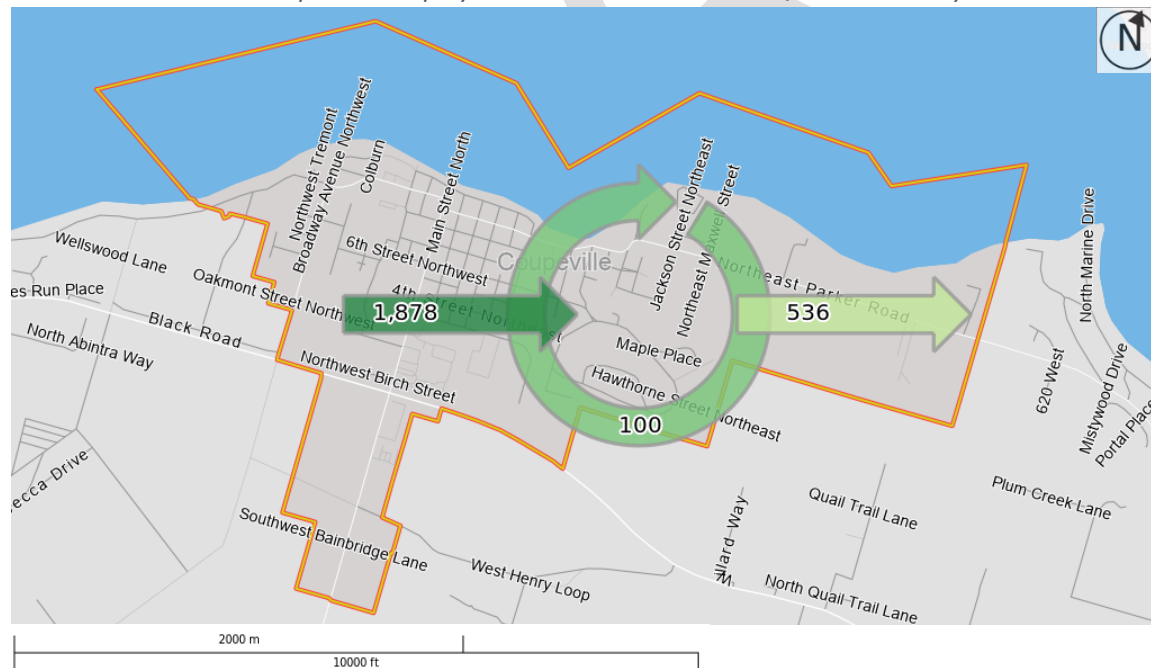 N
Northwest Tremont
Broadway Avenue Northwest
Colburn
Main Street North
Jackson Street Northeast
Northeast Maxwell Street
North Marine Drive
Wellswood Lane
6th Street Northwest
Coupeville
Northeast Parker Road
Oakmont Street Northwest
4th Street Northwest
es Run Place
1,878
536
Black Road
North Abintra Way
Maple Place
Northwest Birch Street
Hawthorne Street Northeast
620 West
Mistywood Drive
Portal Place
100
ecca Drive
Quail Trail Lane
Plum Creek Lane
Southwest Bainbridge Lane
West Henry Loop
Willard Way
North Quail Trail Lane
2000 m
10000 ft